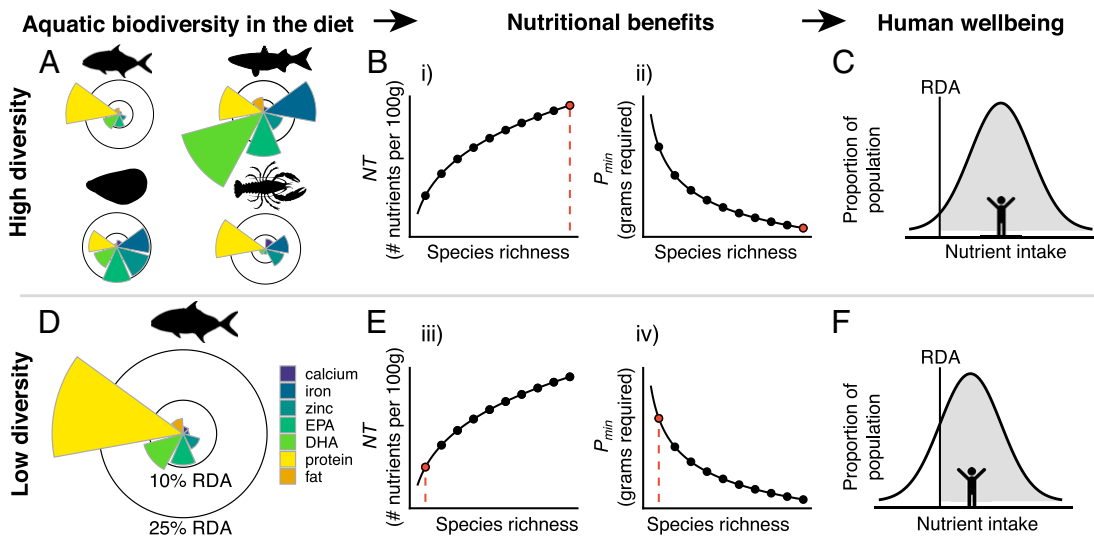 Aquatic biodiversity in the diet
Nutritional benefits
Human wellbeing
High diversity
A
B
i)
NT
(# nutrients per 100g)
Species richness
ii)
Pmin
(grams required)
Species richness
C
RDA
Proportion of
population
Nutrient intake
Low diversity
D
10% RDA
25% RDA
calcium
iron
zinc
EPA
DHA
protein
fat
E
iii)
NT
(# nutrients per 100g)
Species richness
iv)
Pmin
(grams required)
Species richness
F
RDA
Proportion of
population
Nutrient intake